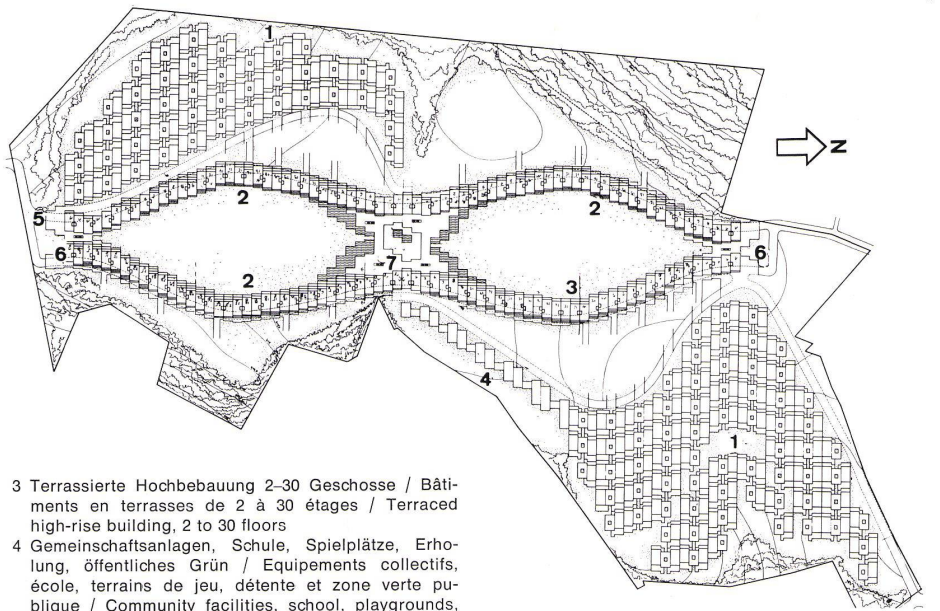 1
N
2
2
5
6
7
6
2
3
4
1
3 Terrassierte Hochbebauung 2–30 Geschosse / Bâti-
ments en terrasses de 2 à 30 étages / Terraced
high-rise building, 2 to 30 floors
4 Gemeinschaftsanlagen, Schule, Spielplätze, Erho-
lung, öffentliches Grün / Equipements collectifs,
école, terrains de jeu, détente et zone verte pu-
blique / Community facilities, school, playgrounds,